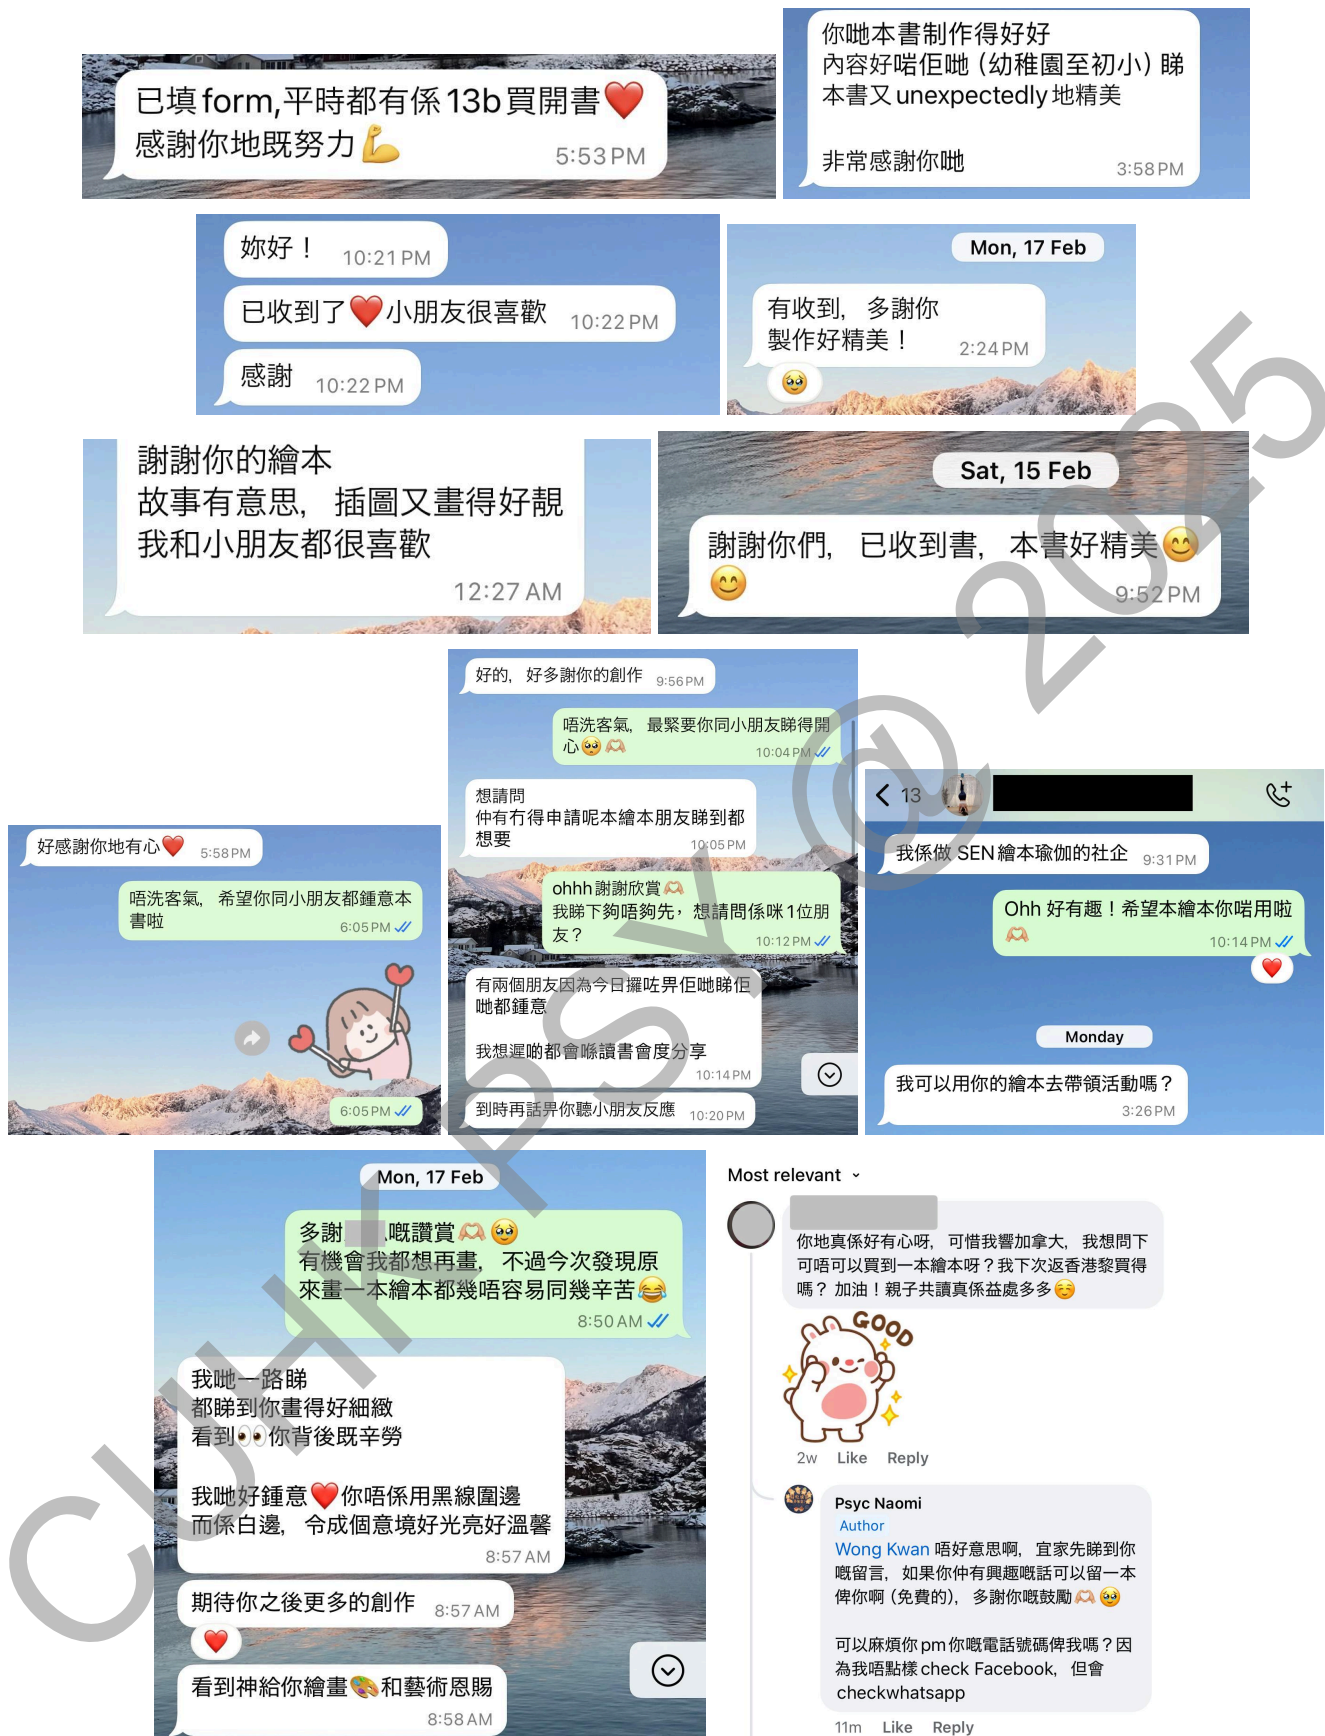 已填form,平時都有係13b買開書❤️
感謝你地既努力💪
5:53 PM
你哋本書制作得好好
內容好啱佢哋（幼稚園至初小）睇
本書又unexpectedly地精美
非常感謝你哋
3:58 PM
妳好！ 10:21 PM
已收到了❤️小朋友很喜歡 10:22 PM
感謝 10:22 PM
Mon, 17 Feb
有收到，多謝你
製作好精美！ 2:24 PM
🥹
謝謝你的繪本
故事有意思，插圖又畫得好靚
我和小朋友都很喜歡
12:27 AM
Sat, 15 Feb
謝謝你們，已收到書，本書好精美😊
😊
9:52 PM
好感謝你地有心❤️ 5:58 PM
唔洗客氣，希望你同小朋友都鍾意本
書啦
6:05 PM
6:05 PM
好的，好多謝你的創作 9:56 PM
唔洗客氣，最緊要你同小朋友睇得開
心🥹🫶🏻
10:04 PM
想請問
仲有冇得申請呢本繪本朋友睇到都
想要
10:05 PM
ohhh謝謝欣賞🫶🏻
我睇下夠唔夠先，想請問係咪1位朋
友？
10:12 PM
有兩個朋友因為今日攞咗畀佢哋睇佢
哋都鍾意
我想遲啲都會喺讀書會度分享
10:14 PM
到時再話畀你聽小朋友反應 10:20 PM
13
我係做 SEN繪本瑜伽的社企 9:31 PM
Ohh 好有趣！希望本繪本你啱用啦
🫶🏻
10:14 PM
❤️
Monday
我可以用你的繪本去帶領活動嗎？
3:26 PM
Mon, 17 Feb
多謝 嘅讚賞🫶🏻🥹
有機會我都想再畫，不過今次發現原
來畫一本繪本都幾唔容易同幾辛苦😂
8:50 AM
我哋一路睇
都睇到你畫得好細緻
看到👀你背後既辛勞
我哋好鍾意❤️你唔係用黑線圍邊
而係白邊，令成個意境好光亮好溫馨
8:57 AM
期待你之後更多的創作 8:57 AM
❤️
看到神給你繪畫🎨和藝術恩賜
8:58 AM
Most relevant
你地真係好有心呀，可惜我響加拿大，我想問下
可唔可以買到一本繪本呀？我下次返香港黎買得
嗎？ 加油！親子共讀真係益處多多☺️
GOOD
2w Like Reply
Psyc Naomi
Author
Wong Kwan 唔好意思啊，宜家先睇到你
嘅留言，如果你仲有興趣嘅話可以留一本
俾你啊（免費的），多謝你嘅鼓勵🫶🏻🥹
可以麻煩你pm你嘅電話號碼俾我嗎？因
為我唔點樣check Facebook，但會
checkwhatsapp
11m Like Reply
CUHK PSY @ 2025